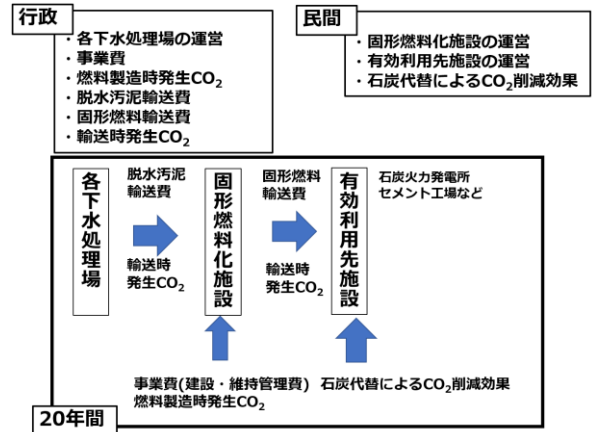 行政
・各下水処理場の運営
・事業費
・燃料製造時発生CO₂
・脱水汚泥輸送費
・固形燃料輸送費
・輸送時発生CO₂
民間
・固形燃料化施設の運営
・有効利用先施設の運営
・石炭代替によるCO₂削減効果
各下水処理場
脱水汚泥
輸送費
輸送時
発生CO₂
固形燃料化施設
固形燃料
輸送費
輸送時
発生CO₂
有効利用先施設
石炭火力発電所
セメント工場など
事業費(建設・維持管理費)
燃料製造時発生CO₂
石炭代替によるCO₂削減効果
20年間